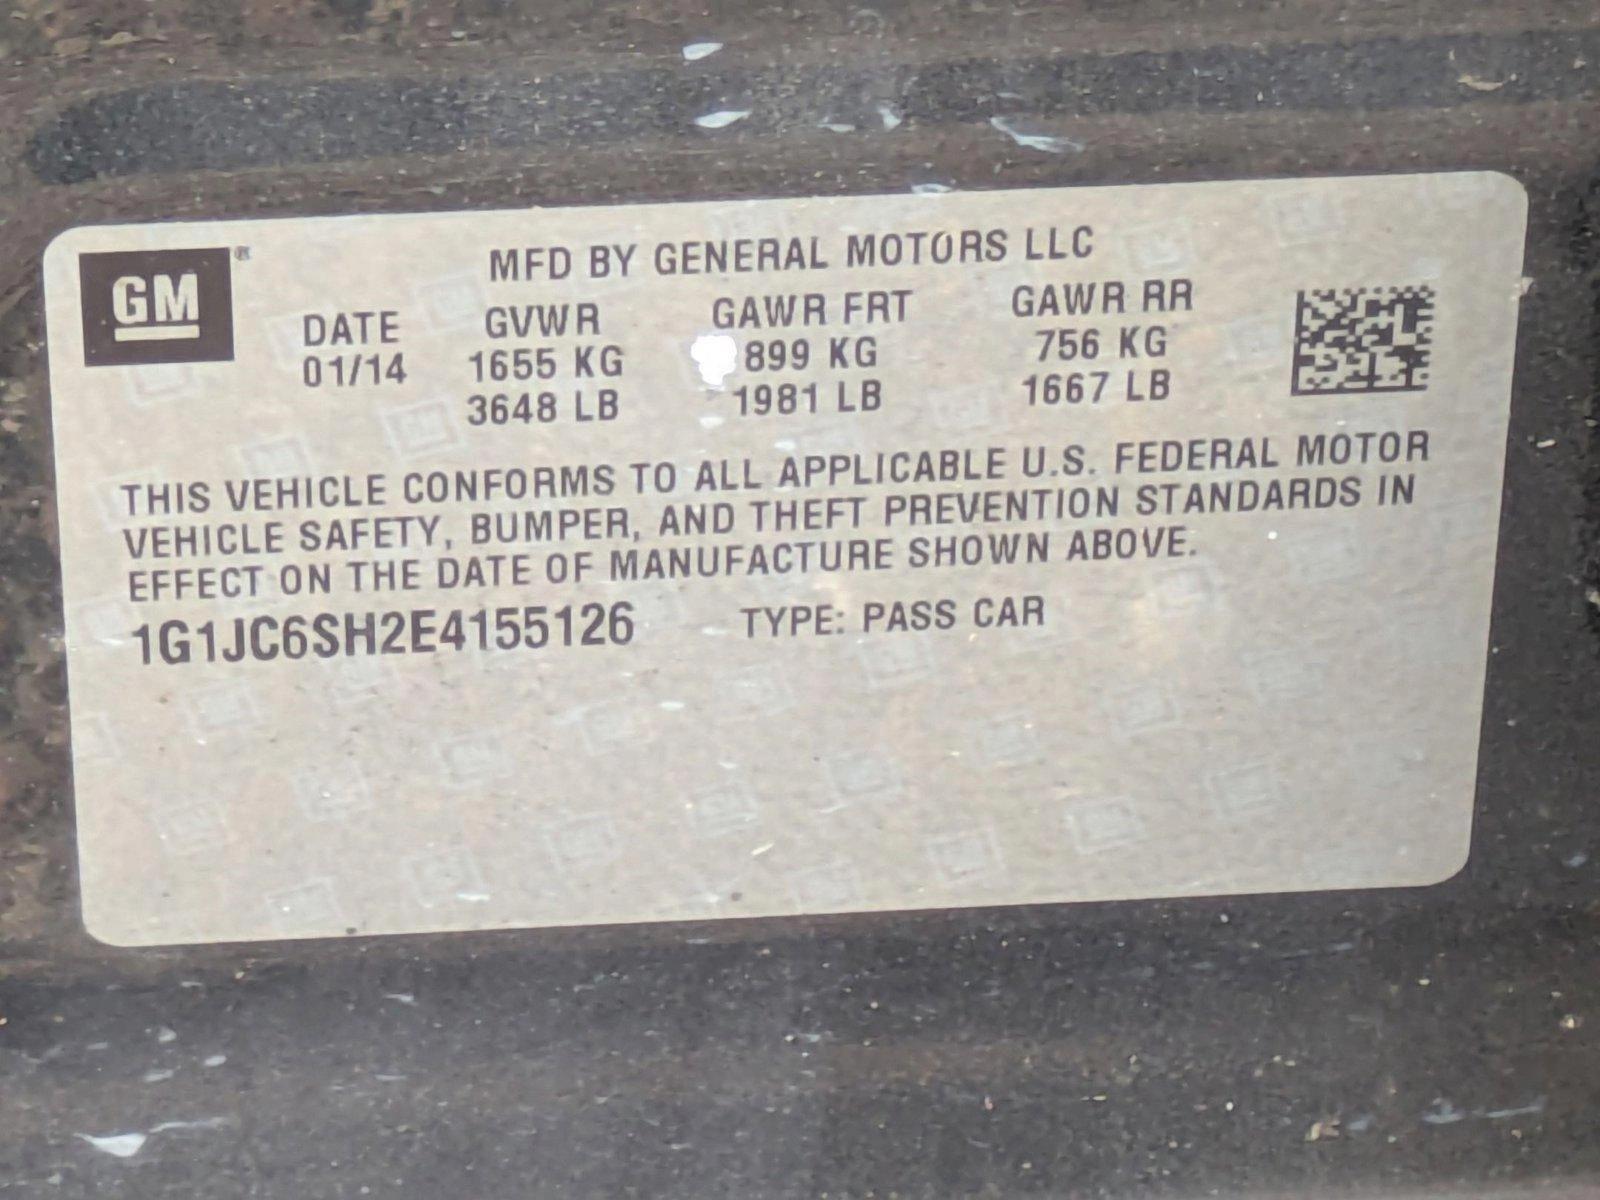 GM®
MFD BY GENERAL MOTORS LLC
DATE GVWR GAWR FRT GAWR RR
01/14 1655 KG 899 KG 756 KG
3648 LB 1981 LB 1667 LB
THIS VEHICLE CONFORMS TO ALL APPLICABLE U.S. FEDERAL MOTOR
VEHICLE SAFETY, BUMPER, AND THEFT PREVENTION STANDARDS IN
EFFECT ON THE DATE OF MANUFACTURE SHOWN ABOVE.
1G1JC6SH2E4155126 TYPE: PASS CAR